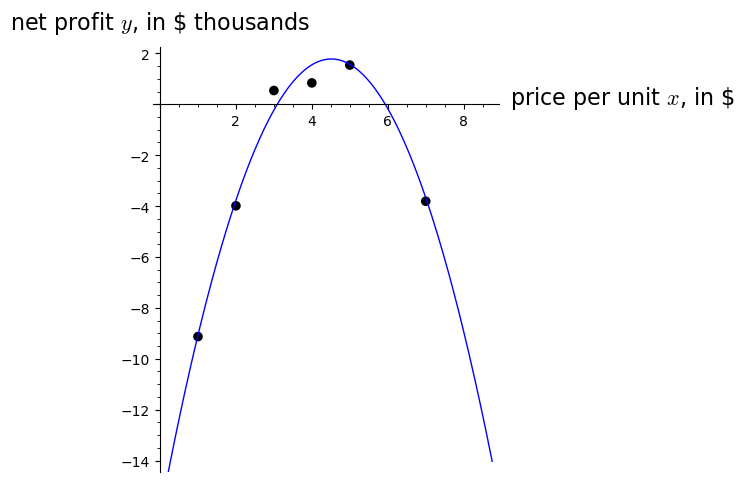 net profit y, in $ thousands
2
price per unit x, in $
2 4 6 8
−2
−4
−6
−8
−10
−12
−14